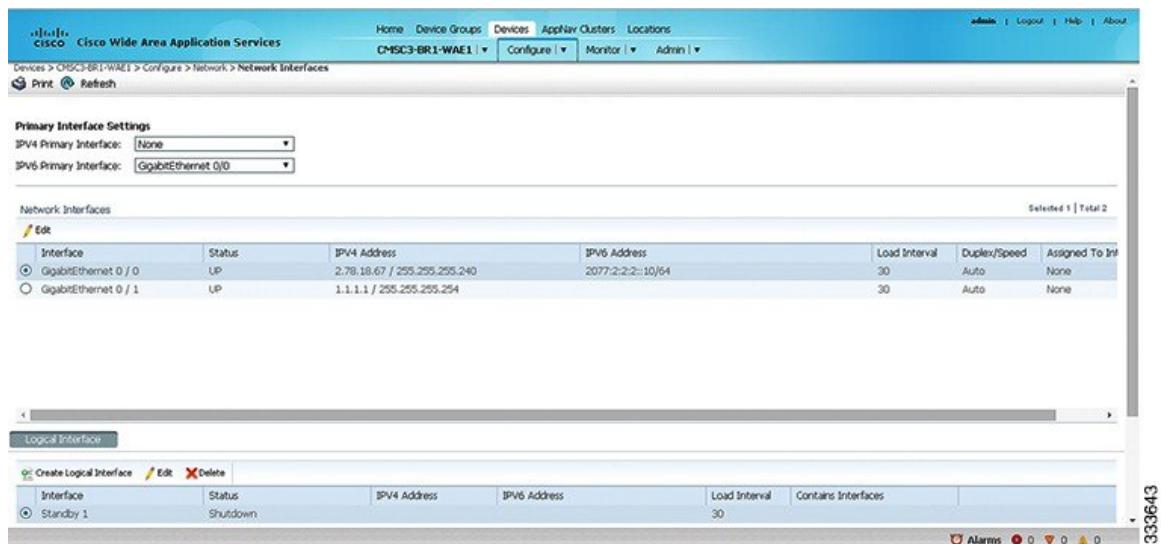 Home Device Groups Devices AppNav Clusters Locations
admin | Logout | Help | About
CISCO Cisco Wide Area Application Services
CMSC3-BR1-WAE1 | Configure | Monitor | Admin |
Devices > CMSC3-BR1-WAE1 > Configure > Network > Network Interfaces
Print Refresh
Primary Interface Settings
IPV4 Primary Interface: None
IPV6 Primary Interface: GigabitEthernet 0/0
Network Interfaces
Selected 1 | Total 2
Edit
Interface Status IPV4 Address IPV6 Address Load Interval Duplex/Speed Assigned To Int
GigabitEthernet 0 / 0 UP 2.78.18.67 / 255.255.255.240 2077:2:2:2::10/64 30 Auto None
GigabitEthernet 0 / 1 UP 1.1.1.1 / 255.255.255.254 30 Auto None
Logical Interface
Create Logical Interface Edit Delete
Interface Status IPV4 Address IPV6 Address Load Interval Contains Interfaces
Standby 1 Shutdown 30
Alarms 0 0 0
333643